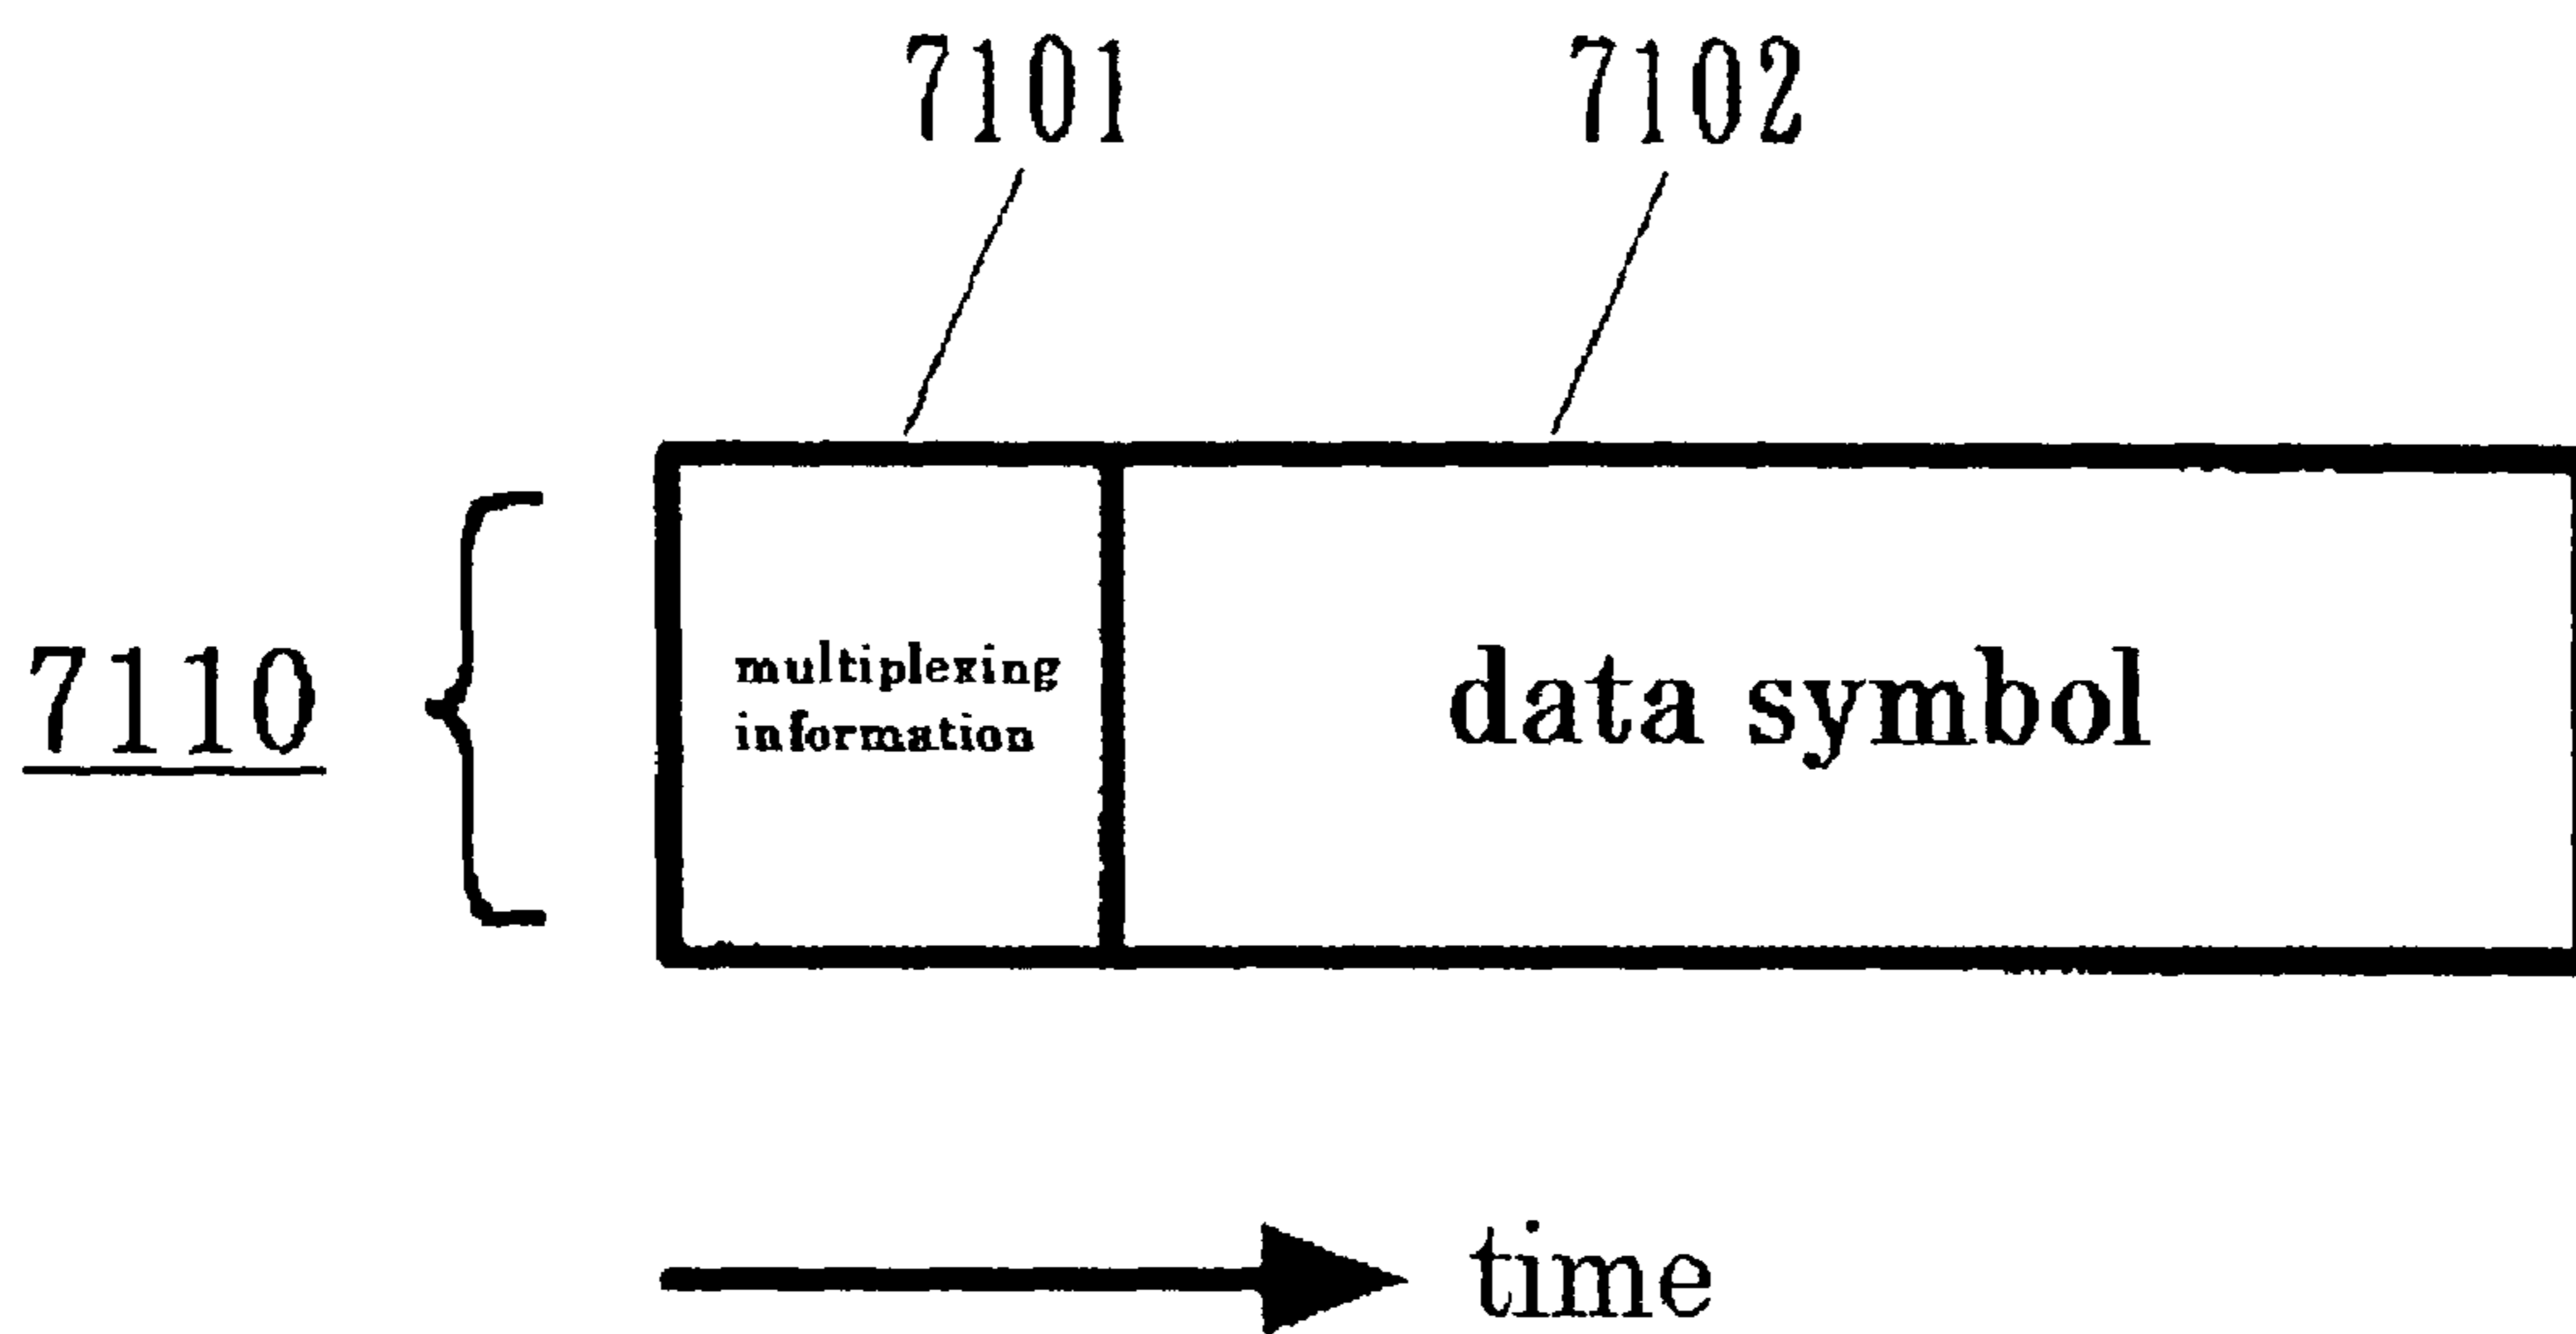 7101 7102
7110
multiplexing
information
data symbol
time